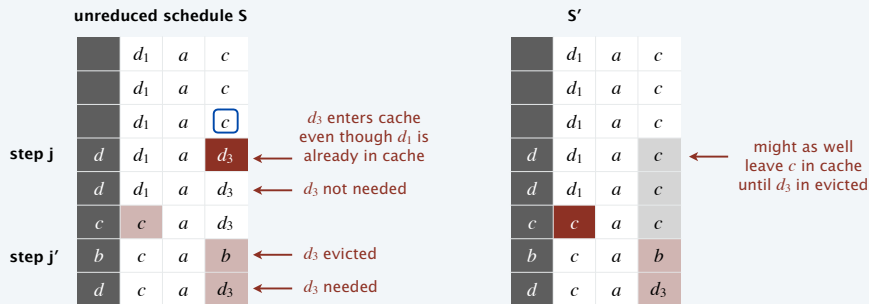 unreduced schedule S
d₁ a c
d₁ a c
d₁ a c
step j d d₁ a d₃
d d₁ a d₃
c c a d₃
step j′ b c a b
d c a d₃
d₃ enters cache
even though d₁ is
already in cache
d₃ not needed
d₃ evicted
d₃ needed
S′
d₁ a c
d₁ a c
d₁ a c
d d₁ a c
d d₁ a c
c c a c
b c a b
d c a d₃
might as well
leave c in cache
until d₃ in evicted